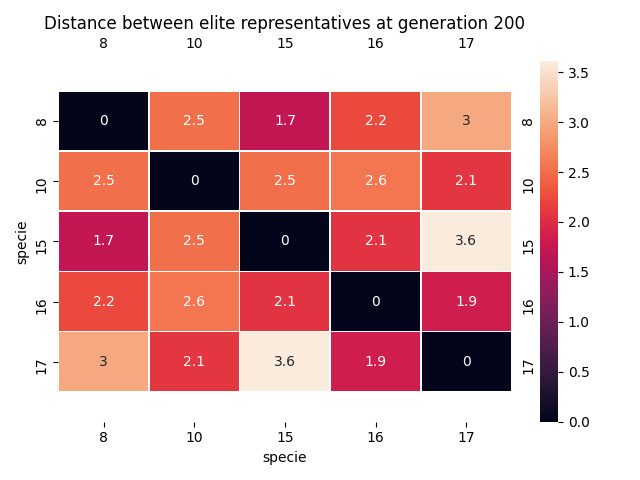 Distance between elite representatives at generation 200
8 10 15 16 17
8 0 2.5 1.7 2.2 3 8
10 2.5 0 2.5 2.6 2.1 10
15 1.7 2.5 0 2.1 3.6 15
16 2.2 2.6 2.1 0 1.9 16
17 3 2.1 3.6 1.9 0 17
8 10 15 16 17
specie
specie
3.5
3.0
2.5
2.0
1.5
1.0
0.5
0.0